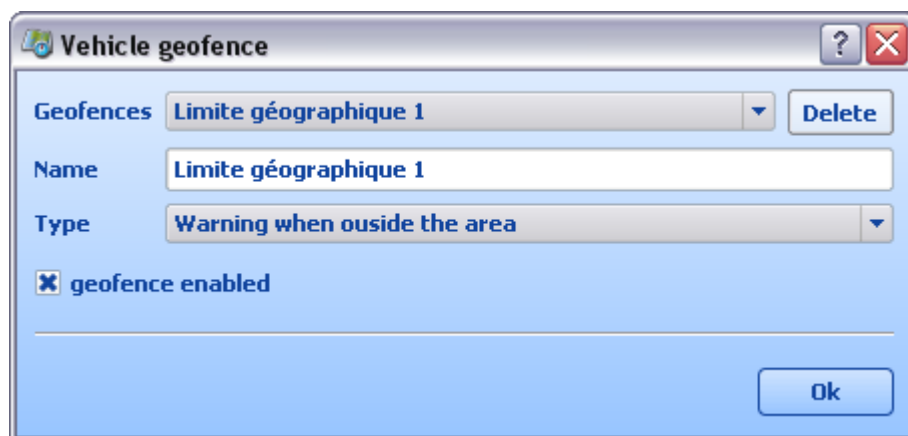 Vehicle geofence
Geofences Limite géographique 1 Delete
Name Limite géographique 1
Type Warning when ouside the area
geofence enabled
Ok